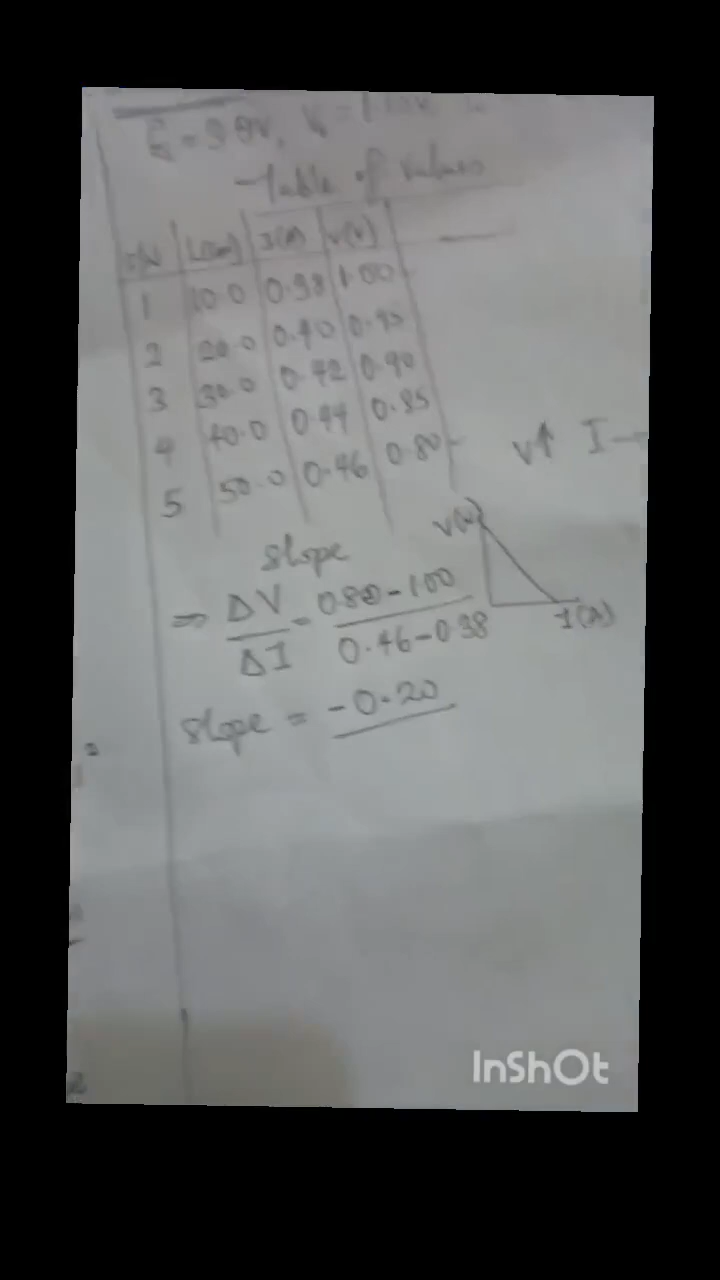 Table of values
S/N L(cm) I(A) V(V)
1 10.0 0.38 1.00
2 20.0 0.40 0.95
3 30.0 0.42 0.90
4 40.0 0.44 0.85
5 50.0 0.46 0.80
V↑ I→
V(V)
I(A)
Slope
⇒ ΔV/ΔI = 0.80-1.00/0.46-0.38
Slope = -0.20
InShOt